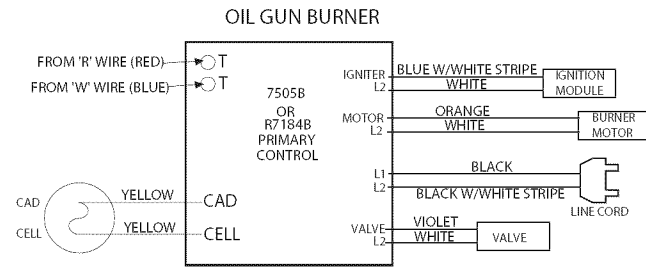 OIL GUN BURNER
FROM 'R' WIRE (RED)
T
FROM 'W' WIRE (BLUE)
T
7505B
OR
R7184B
PRIMARY
CONTROL
IGNITER
BLUE W/WHITE STRIPE
L2
WHITE
IGNITION
MODULE
MOTOR
ORANGE
L2
WHITE
BURNER
MOTOR
L1
BLACK
L2
BLACK W/WHITE STRIPE
LINE CORD
CAD
CELL
YELLOW
CAD
YELLOW
CELL
VALVE
VIOLET
L2
WHITE
VALVE